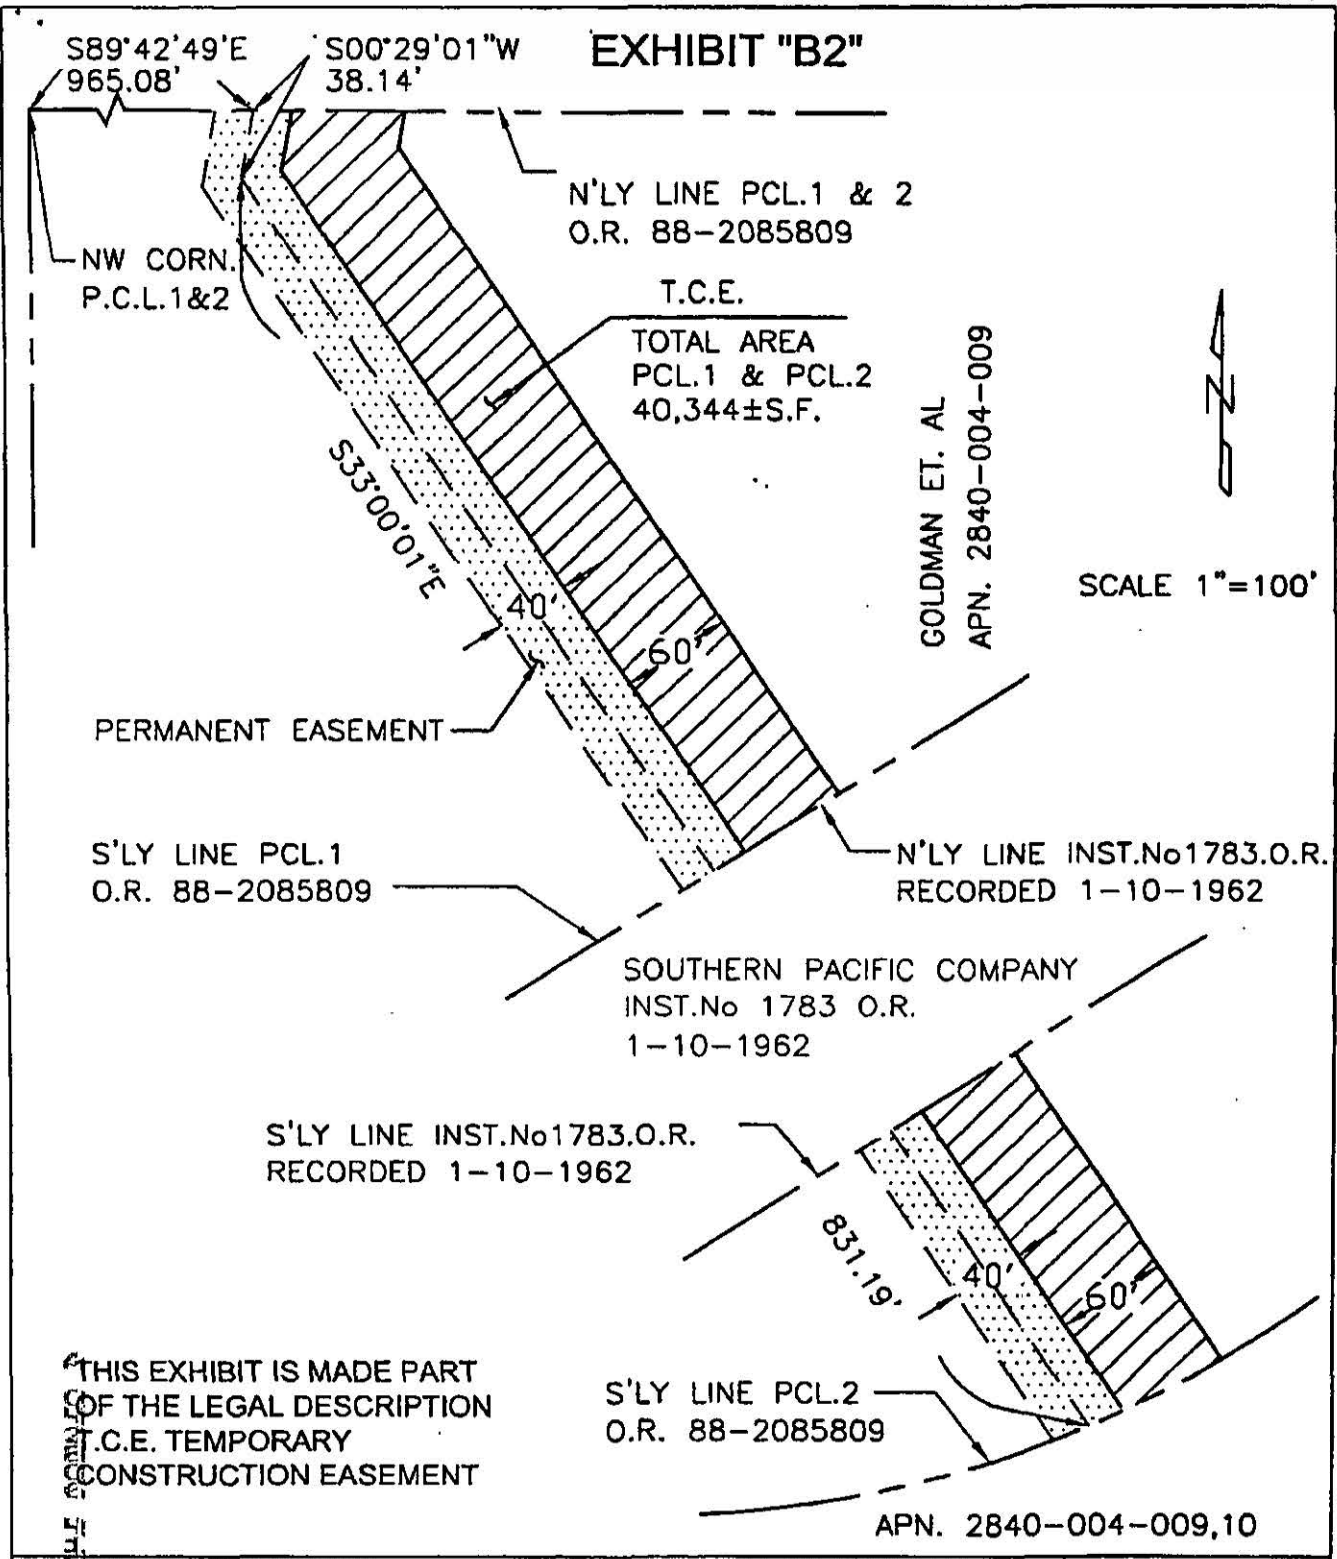 EXHIBIT "B2"
S89°42'49"E
965.08'
S00°29'01"W
38.14'
N'LY LINE PCL.1 & 2
O.R. 88-2085809
NW CORN.
P.C.L.1&2
T.C.E.
TOTAL AREA
PCL.1 & PCL.2
40,344±S.F.
GOLDMAN ET. AL
APN. 2840-004-009
N
SCALE 1"=100'
S33°00'01"E
40'
60'
PERMANENT EASEMENT
S'LY LINE PCL.1
O.R. 88-2085809
N'LY LINE INST.No1783.O.R.
RECORDED 1-10-1962
SOUTHERN PACIFIC COMPANY
INST.No 1783 O.R.
1-10-1962
S'LY LINE INST.No1783.O.R.
RECORDED 1-10-1962
831.19'
40'
60'
THIS EXHIBIT IS MADE PART
OF THE LEGAL DESCRIPTION
T.C.E. TEMPORARY
CONSTRUCTION EASEMENT
S'LY LINE PCL.2
O.R. 88-2085809
APN. 2840-004-009,10